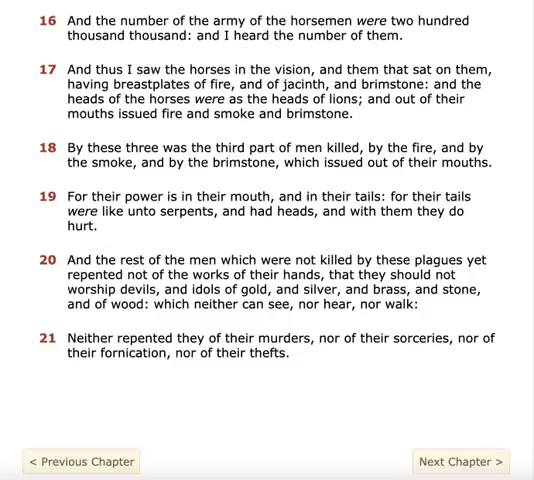 16 And the number of the army of the horsemen were two hundred
thousand thousand: and I heard the number of them.
17 And thus I saw the horses in the vision, and them that sat on them,
having breastplates of fire, and of jacinth, and brimstone: and the
heads of the horses were as the heads of lions; and out of their
mouths issued fire and smoke and brimstone.
18 By these three was the third part of men killed, by the fire, and by
the smoke, and by the brimstone, which issued out of their mouths.
19 For their power is in their mouth, and in their tails: for their tails
were like unto serpents, and had heads, and with them they do
hurt.
20 And the rest of the men which were not killed by these plagues yet
repented not of the works of their hands, that they should not
worship devils, and idols of gold, and silver, and brass, and stone,
and of wood: which neither can see, nor hear, nor walk:
21 Neither repented they of their murders, nor of their sorceries, nor of
their fornication, nor of their thefts.
< Previous Chapter
Next Chapter >